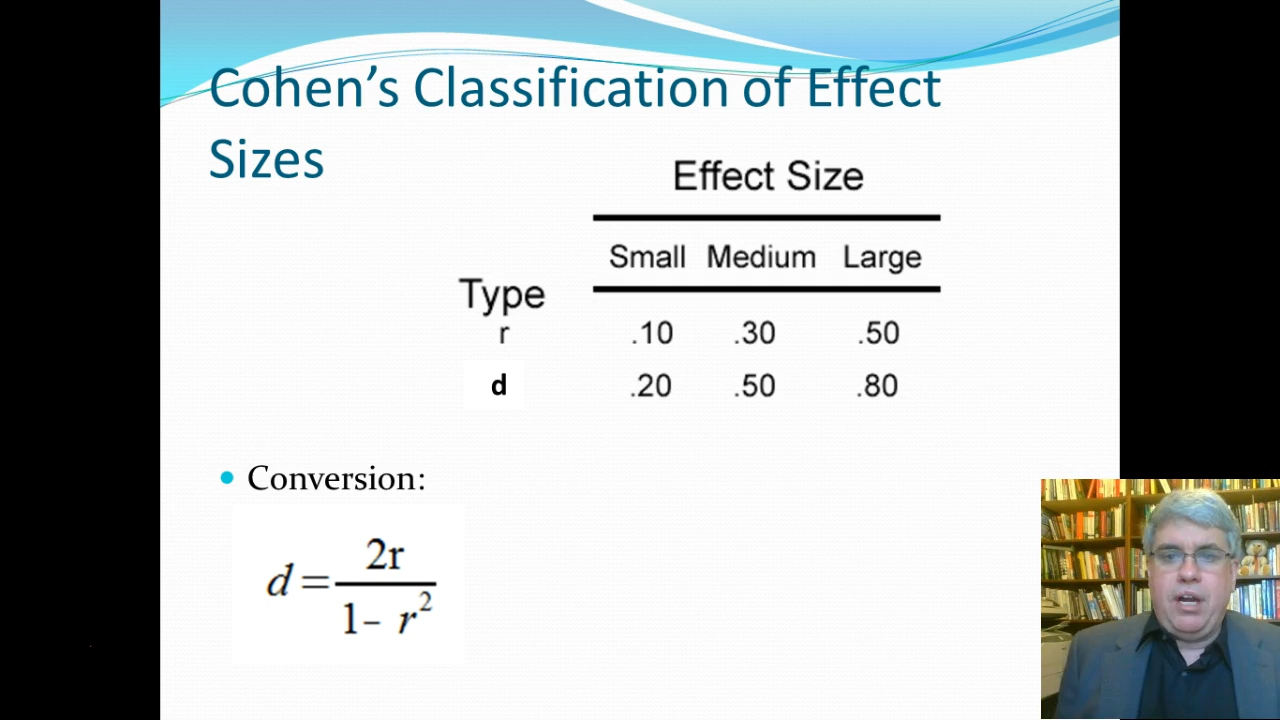 Cohen's Classification of Effect
Sizes
Effect Size
Small Medium Large
Type
r .10 .30 .50
d .20 .50 .80
Conversion:
d = 2r / 1 - r²